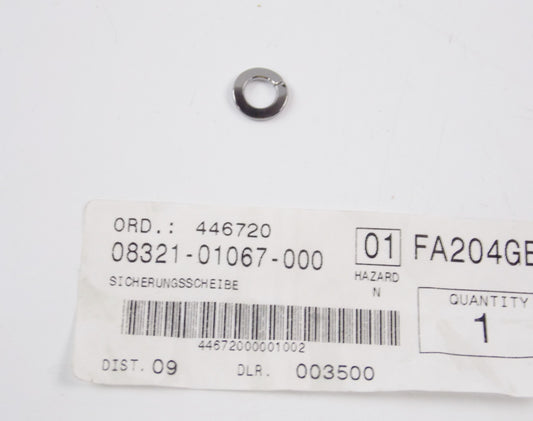 ORD.: 446720
08321-01067-000 01 FA204GE
HAZARD
N
SICHERUNGSSCHEIBE
QUANTITY
1
44672000001002
DIST. 09 DLR. 003500